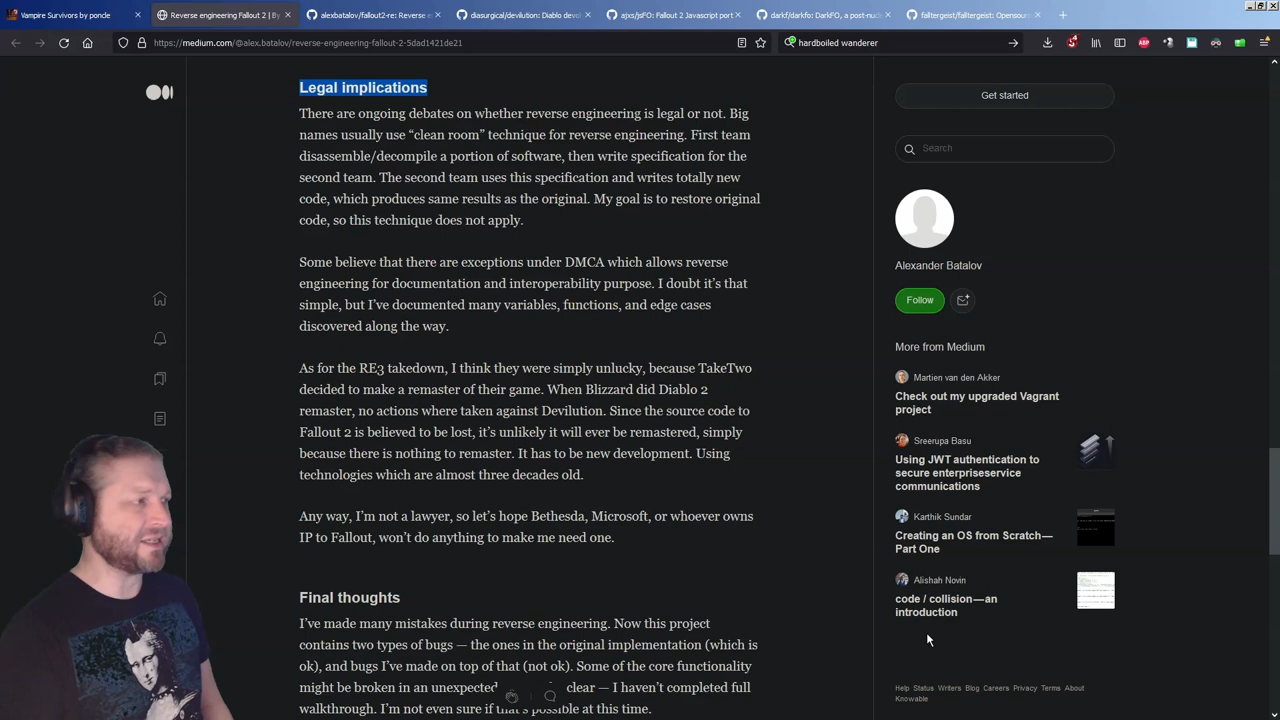 Vampire Survivors by ponde
Reverse engineering Fallout 2 | By
alexbatalov/fallout2-re: Reverse e
diasurgical/devilution: Diablo deve
ajxs/jsFO: Fallout 2 Javascript port
darkf/darkfo: DarkFO, a post-nucle
falltergeist/falltergeist: Opensour
https://medium.com/@alex.batalov/reverse-engineering-fallout-2-5dad1421de21
hardboiled wanderer
Legal implications
There are ongoing debates on whether reverse engineering is legal or not. Big
names usually use “clean room” technique for reverse engineering. First team
disassemble/decompile a portion of software, then write specification for the
second team. The second team uses this specification and writes totally new
code, which produces same results as the original. My goal is to restore original
code, so this technique does not apply.
Some believe that there are exceptions under DMCA which allows reverse
engineering for documentation and interoperability purpose. I doubt it’s that
simple, but I’ve documented many variables, functions, and edge cases
discovered along the way.
As for the RE3 takedown, I think they were simply unlucky, because TakeTwo
decided to make a remaster of their game. When Blizzard did Diablo 2
remaster, no actions where taken against Devilution. Since the source code to
Fallout 2 is believed to be lost, it’s unlikely it will ever be remastered, simply
because there is nothing to remaster. It has to be new development. Using
technologies which are almost three decades old.
Any way, I’m not a lawyer, so let’s hope Bethesda, Microsoft, or whoever owns
IP to Fallout, won’t do anything to make me need one.
Final thoughts
I’ve made many mistakes during reverse engineering. Now this project
contains two types of bugs — the ones in the original implementation (which is
ok), and bugs I’ve made on top of that (not ok). Some of the core functionality
might be broken in an unexpected clear — I haven’t completed full
walkthrough. I’m not even sure if that’s possible at this time.
Get started
Search
Alexander Batalov
Follow
More from Medium
Martien van den Akker
Check out my upgraded Vagrant
project
Sreerupa Basu
Using JWT authentication to
secure enterpriseservice
communications
Karthik Sundar
Creating an OS from Scratch—
Part One
Alishah Novin
code / collision—an
introduction
Help Status Writers Blog Careers Privacy Terms About
Knowable